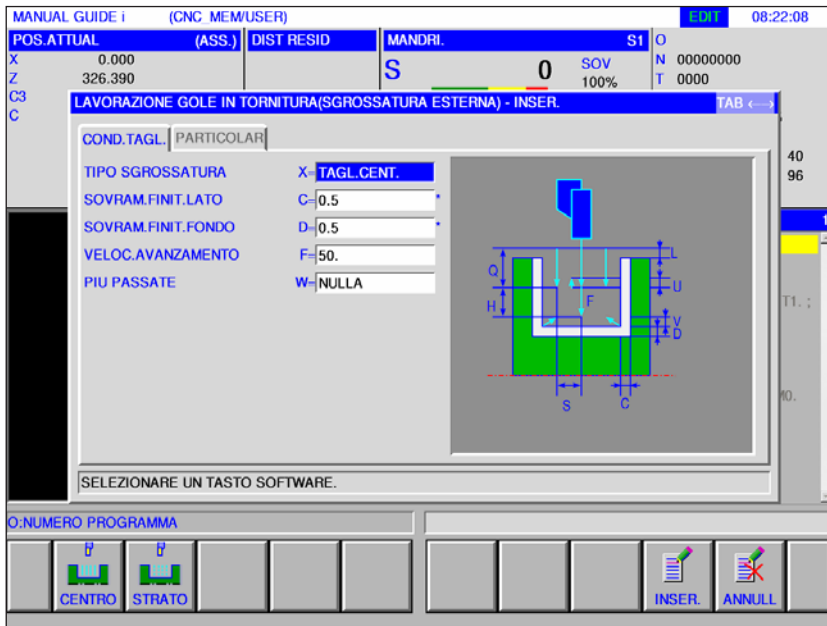 MANUAL GUIDE i (CNC_MEM/USER) EDIT 08:22:08
POS.ATTUAL (ASS.) DIST RESID MANDRI. S1 O
X 0.000 S 0 SOV N 00000000
Z 326.390 100% T 0000
C3
C
LAVORAZIONE GOLE IN TORNITURA(SGROSSATURA ESTERNA) - INSER. TAB ←→
COND.TAGL. PARTICOLAR
40
96
TIPO SGROSSATURA X= TAGL.CENT.
SOVRAM.FINIT.LATO C= 0.5 *
SOVRAM.FINIT.FONDO D= 0.5 *
VELOC.AVANZAMENTO F= 50.
PIU PASSATE W= NULLA
L
Q
U
F
H
V
D
S
C
1
T1. ;
M0.
SELEZIONARE UN TASTO SOFTWARE.
O:NUMERO PROGRAMMA
CENTRO STRATO INSER. ANNULL